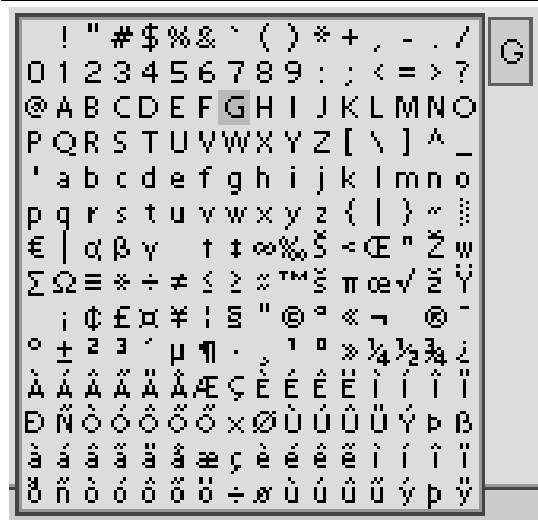 ! " # $ % & ` ( ) * + , - . /
G
0 1 2 3 4 5 6 7 8 9 : ; < = > ?
@ A B C D E F G H I J K L M N O
P Q R S T U V W X Y Z [ \ ] ^ _
' a b c d e f g h i j k l m n o
p q r s t u v w x y z { | } ~
€ | α β γ † ‡ ∞ ‰ Š < Œ " Ž w
Σ Ω ≡ ÷ ≠ ≤ ≥ ™ š π œ √ ž Ÿ
¡ ₵ £ ¤ ¥ ¦ § " © ª « ¬ ® ¯
° ± ² ³ ´ µ ¶ · ¸ ¹ º » ¼ ½ ¾ ¿
À Á Â Ã Ä Å Æ Ç È É Ê Ë Ì Í Î Ï
Ð Ñ Ò Ó Ô Õ Ö × Ø Ù Ú Û Ü Ý Þ ß
à á â ã ä å æ ç è é ê ë ì í î ï
ð ñ ò ó ô õ ö ÷ ø ù ú û ü ý þ ÿ